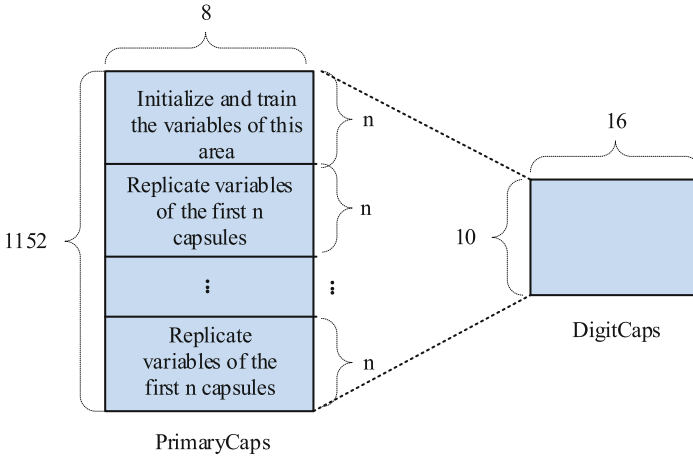 8
Initialize and train
the variables of this
area
n
16
Replicate variables
of the first n
capsules
n
1152
10
⋮
⋮
DigitCaps
Replicate
variables of the
first n capsules
n
PrimaryCaps